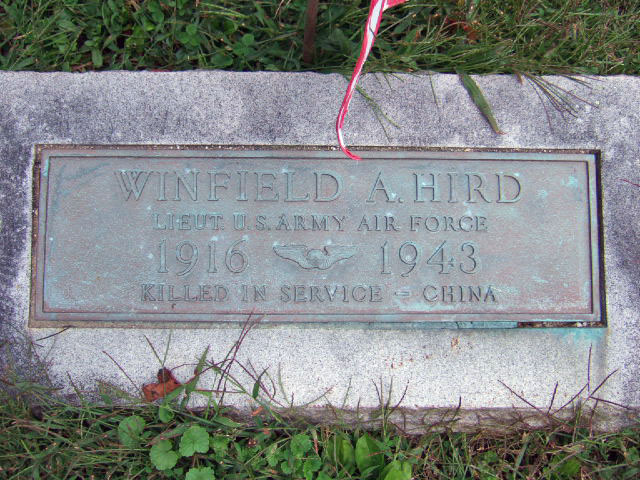 WINFIELD A. HIRD
LIEUT. U.S. ARMY AIR FORCE
1916 1943
KILLED IN SERVICE – CHINA